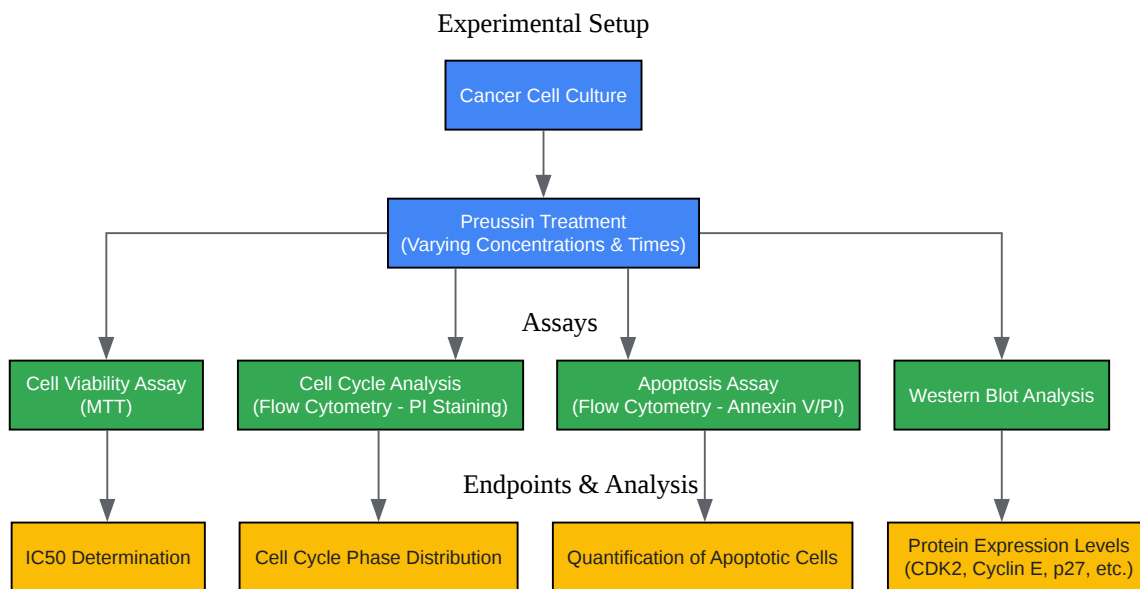 Experimental Setup
Cancer Cell Culture
Preussin Treatment
(Varying Concentrations & Times)
Assays
Cell Viability Assay
(MTT)
Cell Cycle Analysis
(Flow Cytometry - PI Staining)
Apoptosis Assay
(Flow Cytometry - Annexin V/PI)
Western Blot Analysis
Endpoints & Analysis
IC50 Determination
Cell Cycle Phase Distribution
Quantification of Apoptotic Cells
Protein Expression Levels
(CDK2, Cyclin E, p27, etc.)